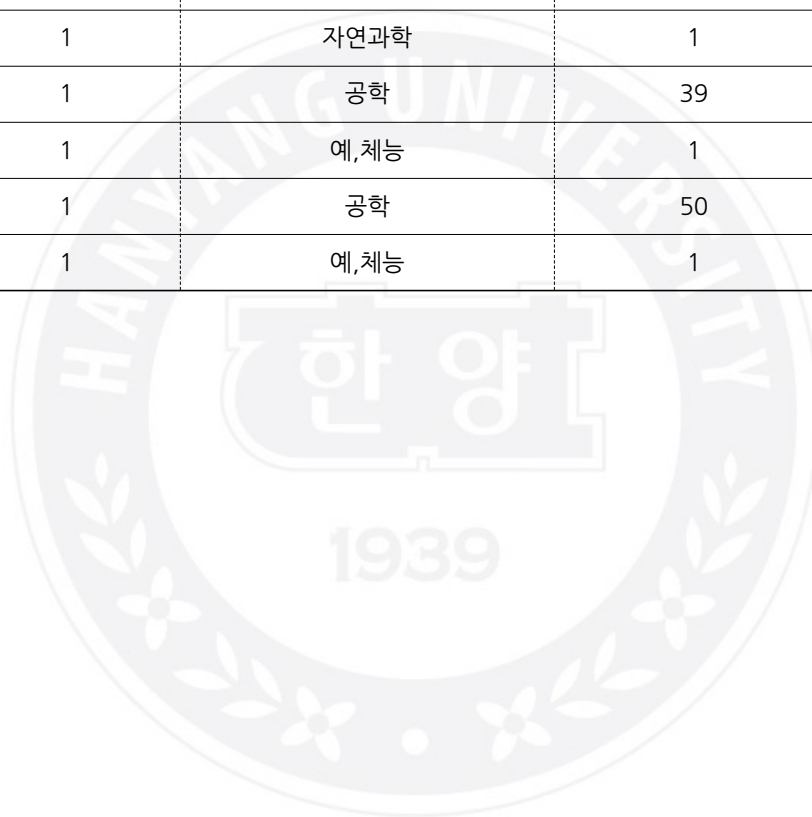 1 자연과학 1
1 공학 39
1 예,체능 1
1 공학 50
1 예,체능 1
HANYANG UNIVERSITY
한양
1939